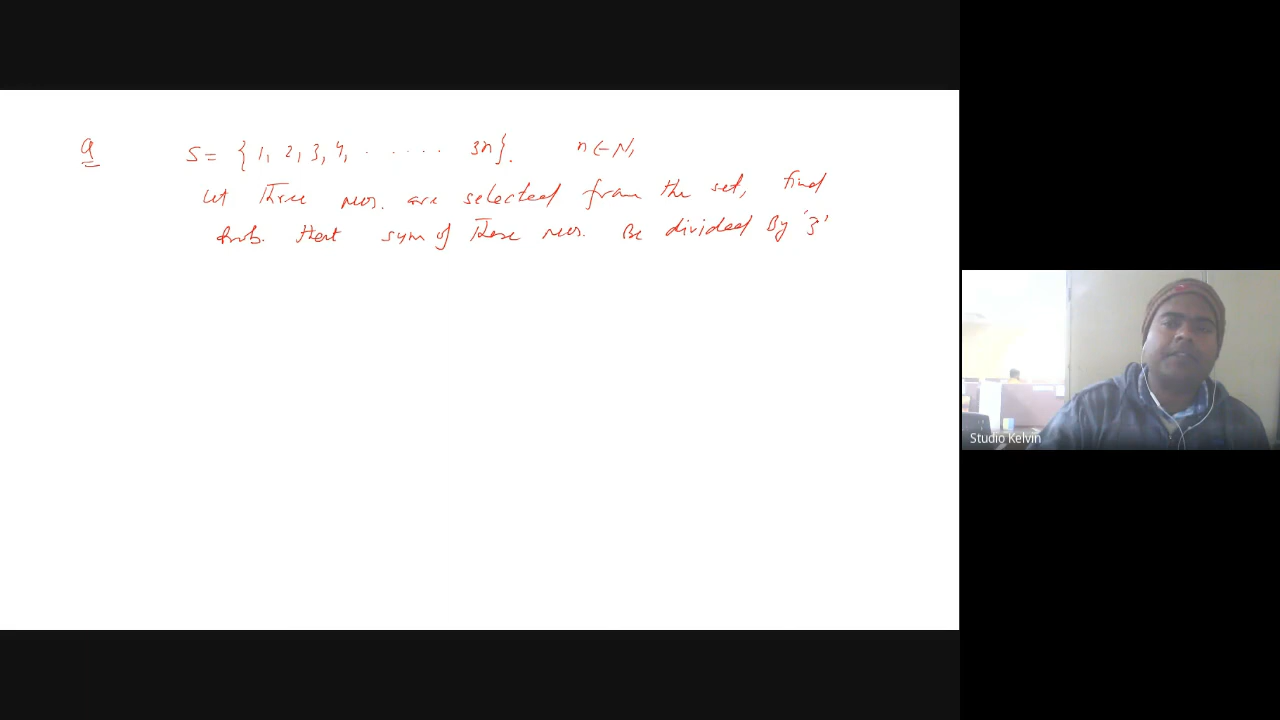 Q S = { 1, 2, 3, 4, . . . . . . 3n }. n ∈ N,
Let Three nos. are selected from the set, find
Prob. that sum of These nos. Be divided By '3'
Studio Kelvin